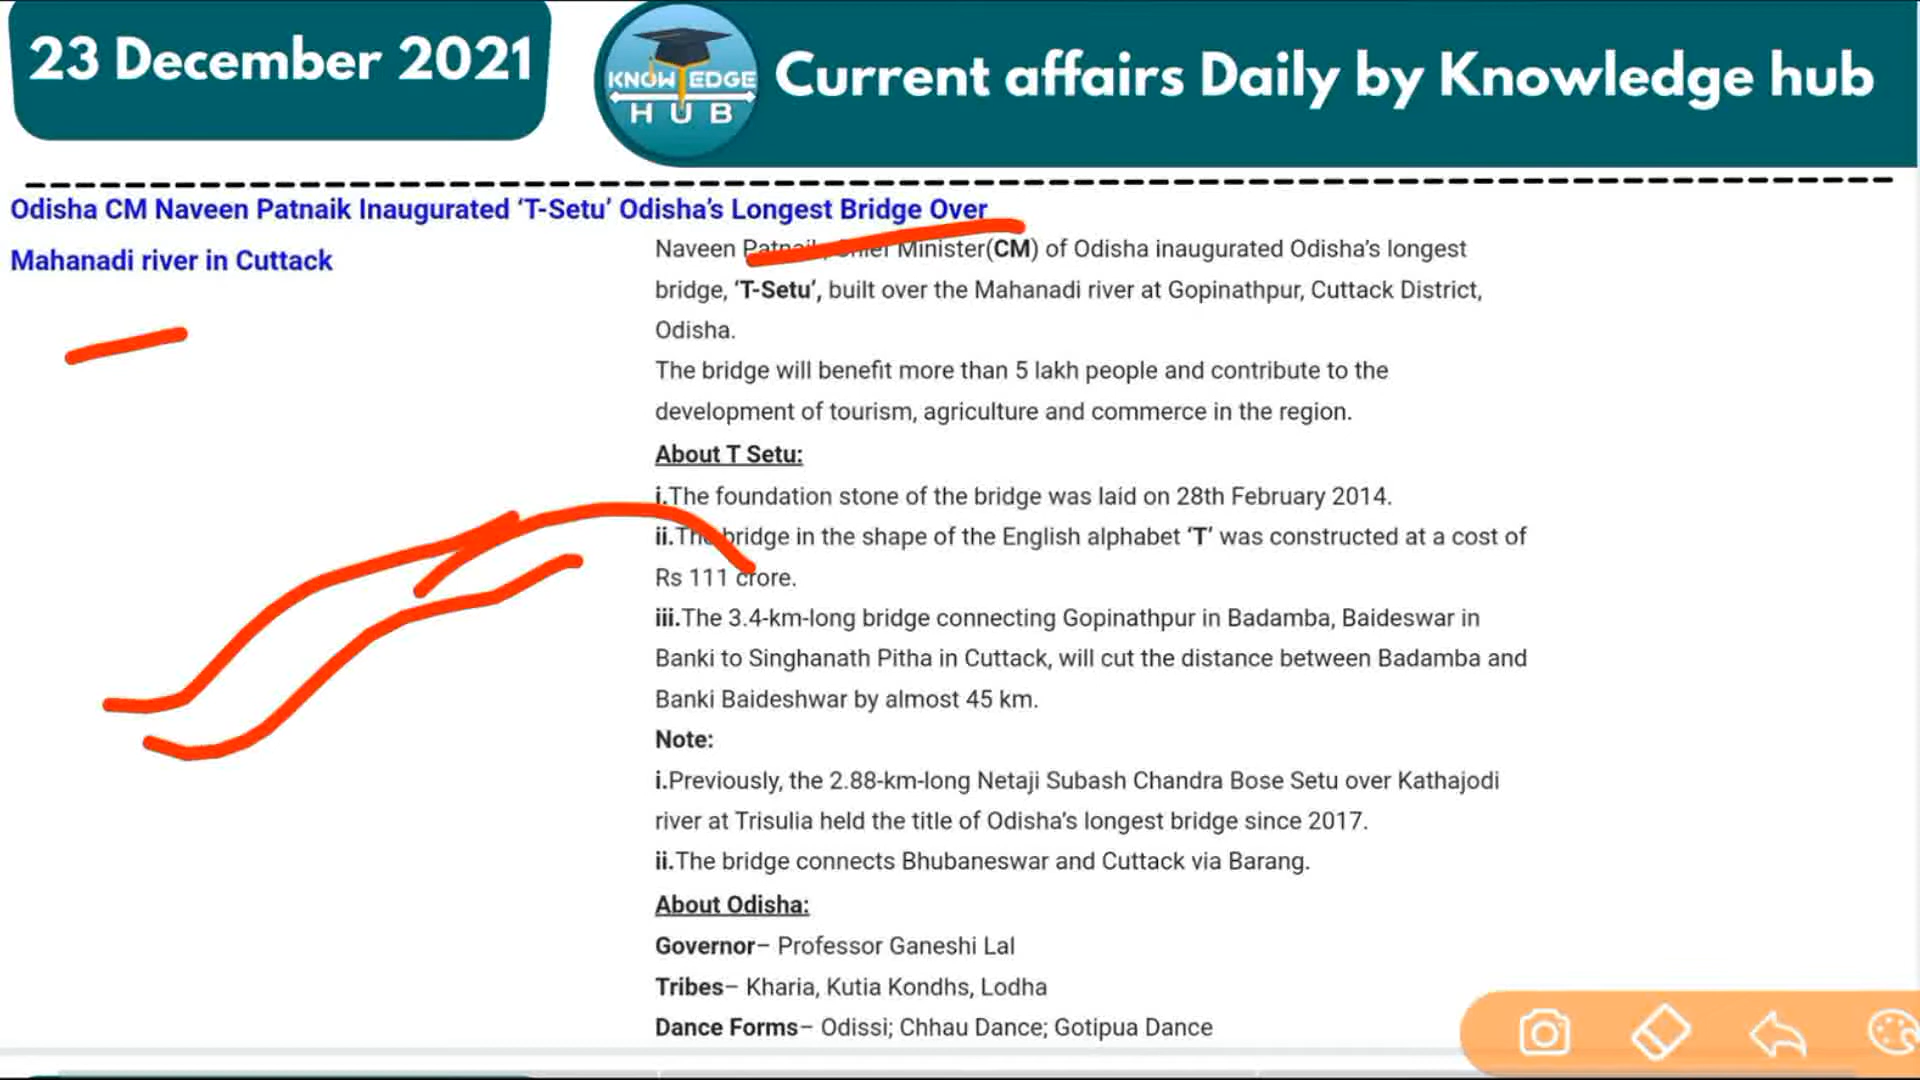 23 December 2021
KNOWLEDGE
HUB
Current affairs Daily by Knowledge hub
Odisha CM Naveen Patnaik Inaugurated ‘T-Setu’ Odisha’s Longest Bridge Over
Mahanadi river in Cuttack
Naveen Patnaik, Chief Minister(CM) of Odisha inaugurated Odisha’s longest
bridge, ‘T-Setu’, built over the Mahanadi river at Gopinathpur, Cuttack District,
Odisha.
The bridge will benefit more than 5 lakh people and contribute to the
development of tourism, agriculture and commerce in the region.
About T Setu:
i.The foundation stone of the bridge was laid on 28th February 2014.
ii.The bridge in the shape of the English alphabet ‘T’ was constructed at a cost of
Rs 111 crore.
iii.The 3.4-km-long bridge connecting Gopinathpur in Badamba, Baideswar in
Banki to Singhanath Pitha in Cuttack, will cut the distance between Badamba and
Banki Baideshwar by almost 45 km.
Note:
i.Previously, the 2.88-km-long Netaji Subash Chandra Bose Setu over Kathajodi
river at Trisulia held the title of Odisha’s longest bridge since 2017.
ii.The bridge connects Bhubaneswar and Cuttack via Barang.
About Odisha:
Governor– Professor Ganeshi Lal
Tribes– Kharia, Kutia Kondhs, Lodha
Dance Forms– Odissi; Chhau Dance; Gotipua Dance